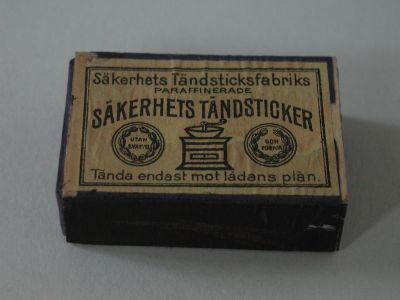 Säkerhets Tändsticksfabriks
PARAFFINERADE
SÄKERHETS TÄNDSTICKER
UTAN
SVAFVEL
OCH
FOSFOR
Tända endast mot lådans plån.